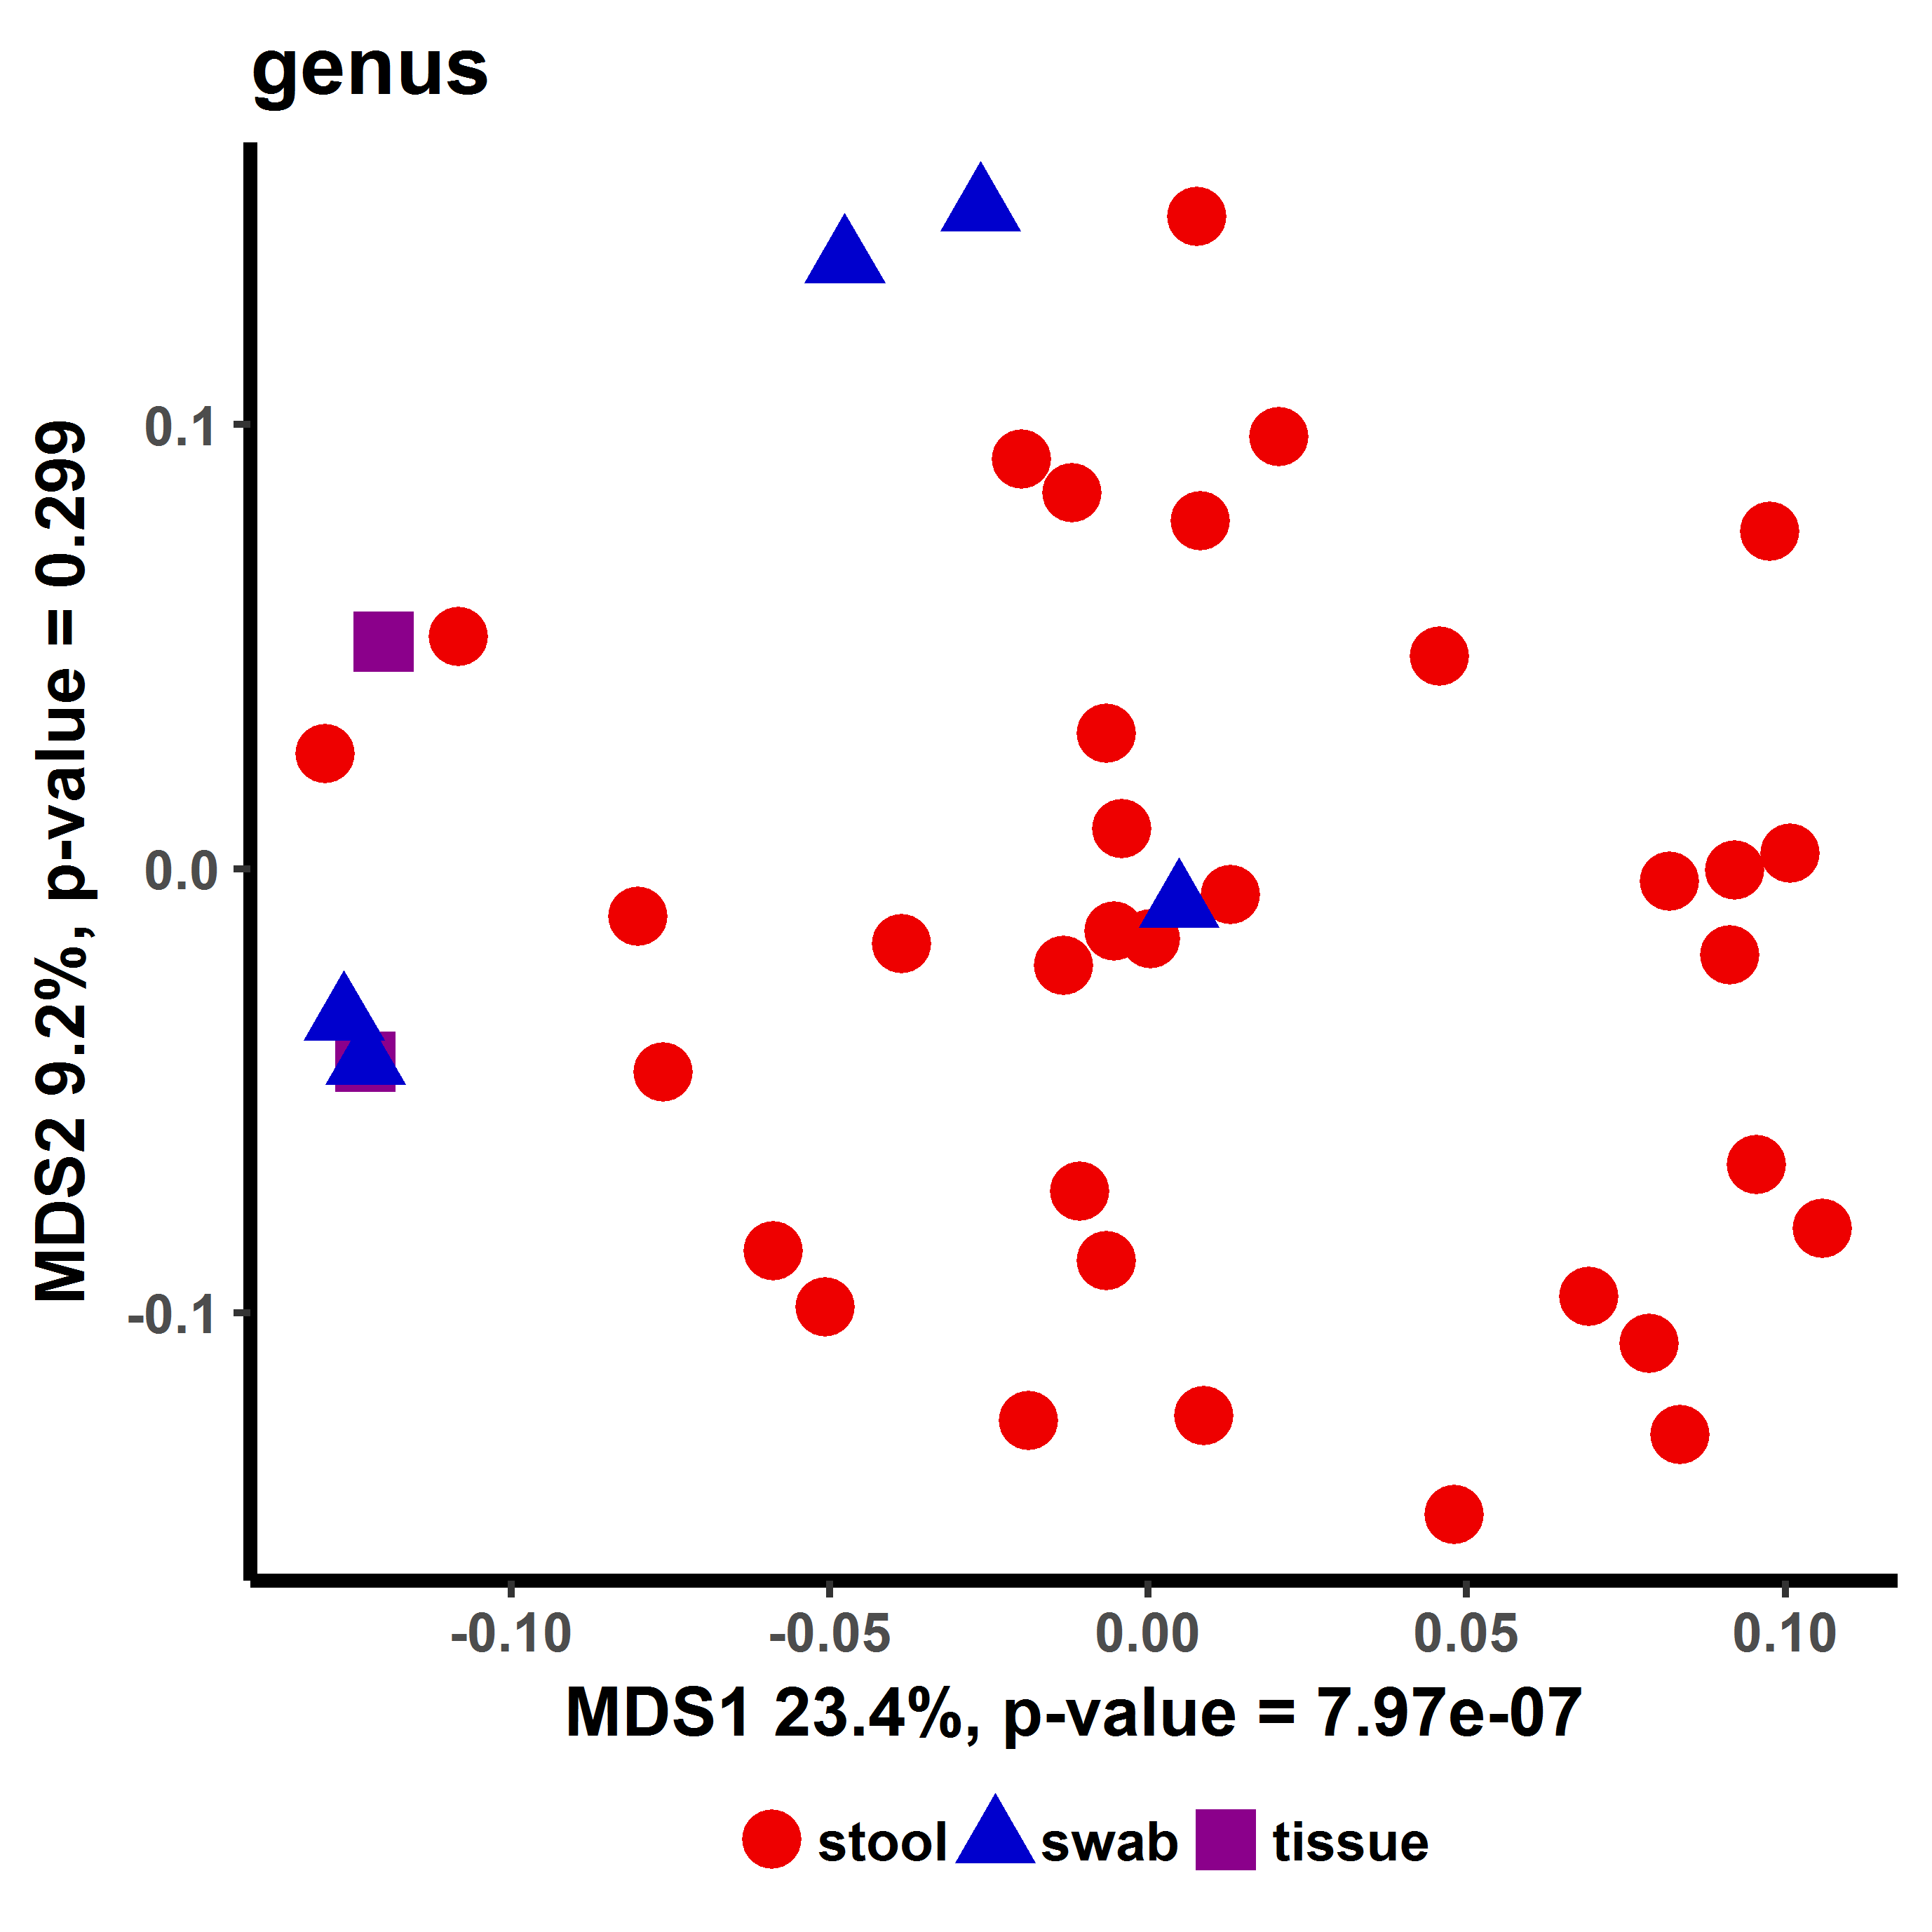 genus
MDS2 9.2%, p-value = 0.299
0.1
0.0
-0.1
-0.10 -0.05 0.00 0.05 0.10
MDS1 23.4%, p-value = 7.97e-07
stool swab tissue